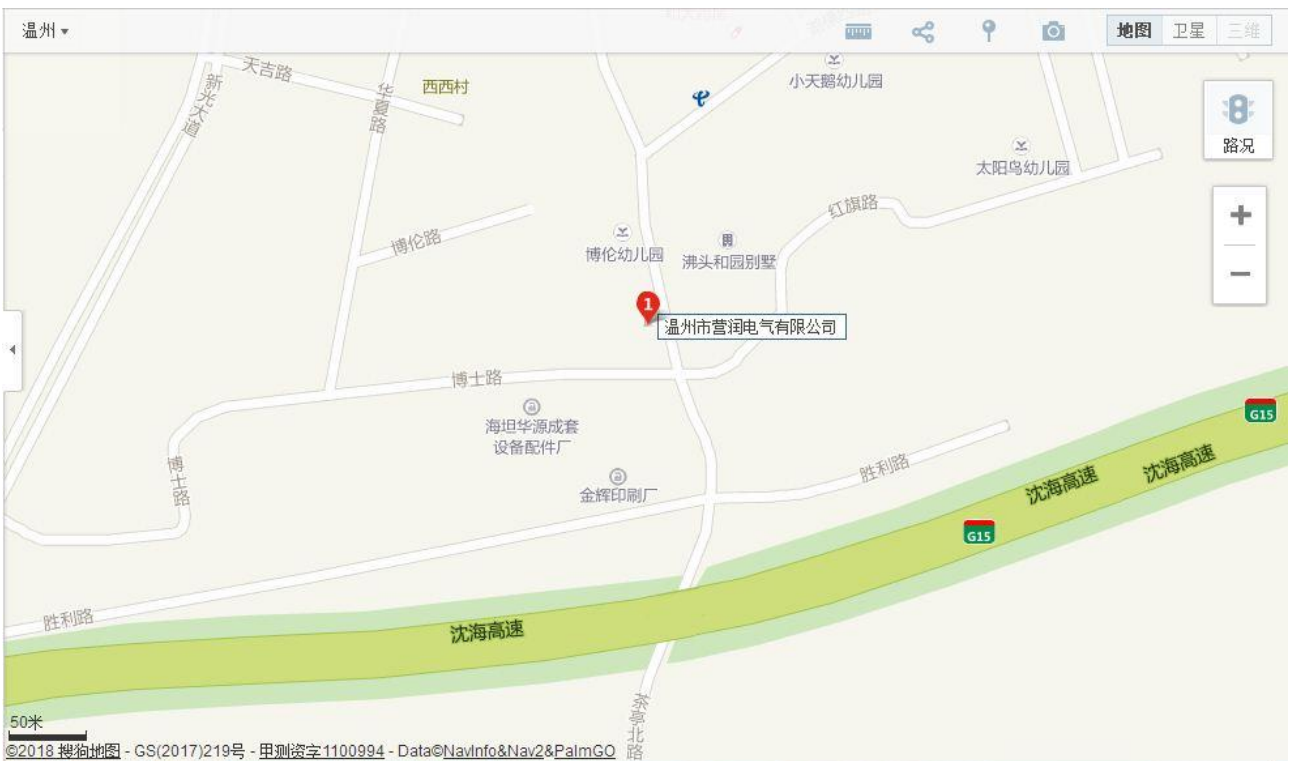 温州
地图
卫星
三维
天吉路
新光大道
华夏路
西西村
小天鹅幼儿园
路况
太阳鸟幼儿园
红旗路
博伦路
博伦幼儿园
沸头和园别墅
1
温州市营润电气有限公司
博士路
海坦华源成套
设备配件厂
G15
博士路
金辉印刷厂
胜利路
沈海高速
沈海高速
G15
胜利路
沈海高速
茶亭北路
50米
©2018 搜狗地图 - GS(2017)219号 - 甲测资字1100994 - Data©NavInfo&Nav2&PalmGO